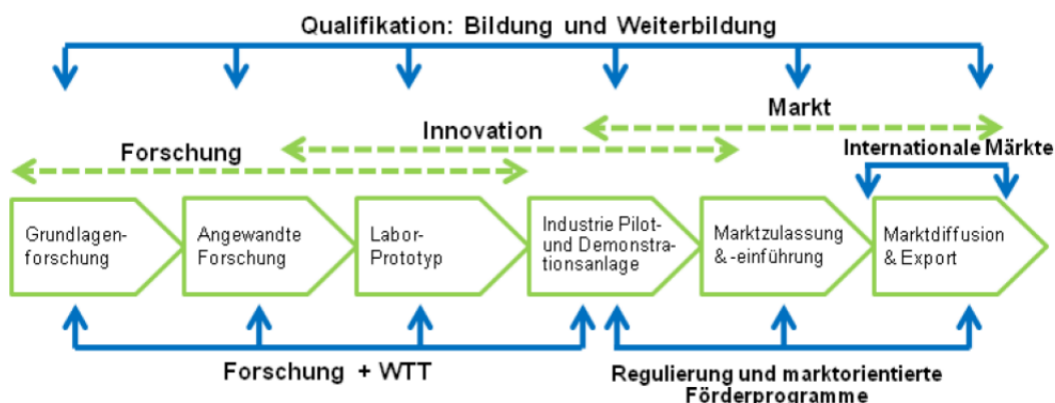 Qualifikation: Bildung und Weiterbildung
Markt
Innovation
Forschung
Internationale Märkte
Grundlagen-
forschung
Angewandte
Forschung
Labor-
Prototyp
Industrie Pilot-
und Demonstra-
tionsanlage
Marktzulassung
& -einführung
Marktdiffusion
& Export
Forschung + WTT
Regulierung und marktorientierte
Förderprogramme